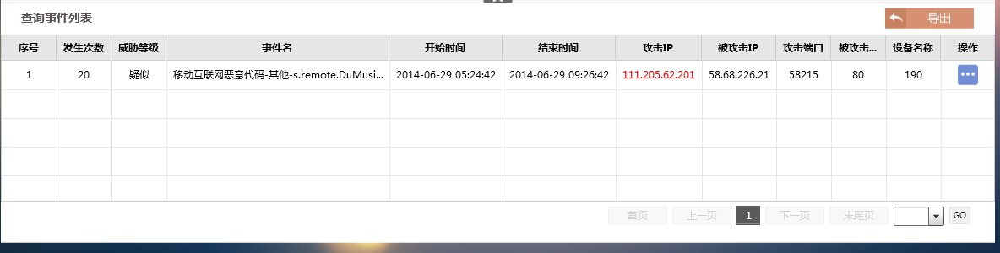 查询事件列表
导出
序号 发生次数 威胁等级 事件名 开始时间 结束时间 攻击IP 被攻击IP 攻击端口 被攻击... 设备名称 操作
1 20 疑似 移动互联网恶意代码-其他-s.remote.DuMusi... 2014-06-29 05:24:42 2014-06-29 09:26:42 111.205.62.201 58.68.226.21 58215 80 190
首页 上一页 1 下一页 末尾页 GO